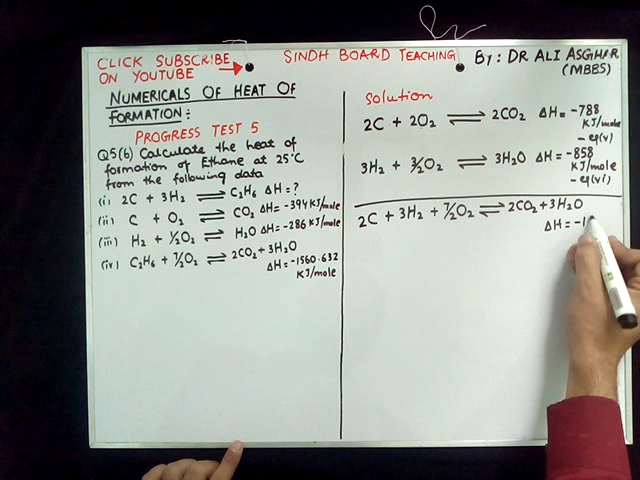 CLICK SUBSCRIBE
ON YOUTUBE →
SINDH BOARD TEACHING
By: DR ALI ASGHAR
(MBBS)
NUMERICALS OF HEAT OF
FORMATION:
PROGRESS TEST 5
Q5(b) Calculate the heat of
formation of Ethane at 25°C
from the following data
(i) 2C + 3H₂ ⇌ C₂H₆ ΔH = ?
(ii) C + O₂ ⇌ CO₂ ΔH = -394 KJ/mole
(iii) H₂ + ½O₂ ⇌ H₂O ΔH = -286 KJ/mole
(iv) C₂H₆ + 7/2O₂ ⇌ 2CO₂ + 3H₂O
ΔH = -1560.632
KJ/mole
Solution
2C + 2O₂ ⇌ 2CO₂ ΔH = -788
KJ/mole
- eq(v)
3H₂ + 3/2O₂ ⇌ 3H₂O ΔH = -858
KJ/mole
- eq(vi)
2C + 3H₂ + 7/2O₂ ⇌ 2CO₂ + 3H₂O
ΔH = -1